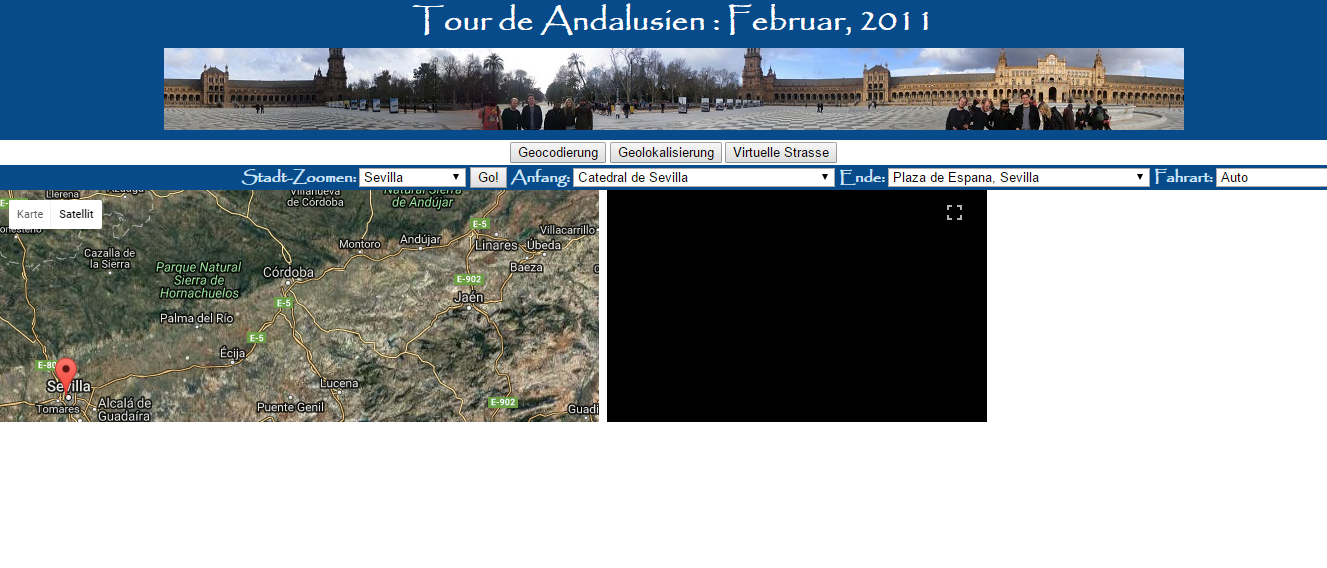 Tour de Andalusien : Februar, 2011
Geocodierung Geolokalisierung Virtuelle Strasse
Stadt-Zoomen: Sevilla Go! Anfang: Catedral de Sevilla Ende: Plaza de Espana, Sevilla Fahrart: Auto
Llerena
Villanueva
de Córdoba
Natural Sierra
de Andújar
E-5
Karte Satellit
E-5
Villacarrillo
Cazalla de
la Sierra
Montoro
Andújar
Linares
Úbeda
Parque Natural
Sierra de
Hornachuelos
Córdoba
Baeza
E-902
E-5
Jaén
Palma del Río
E-5
Écija
E-80
Sevilla
Lucena
Tomares
Alcalá de
Guadaíra
Puente Genil
E-902
Guadi